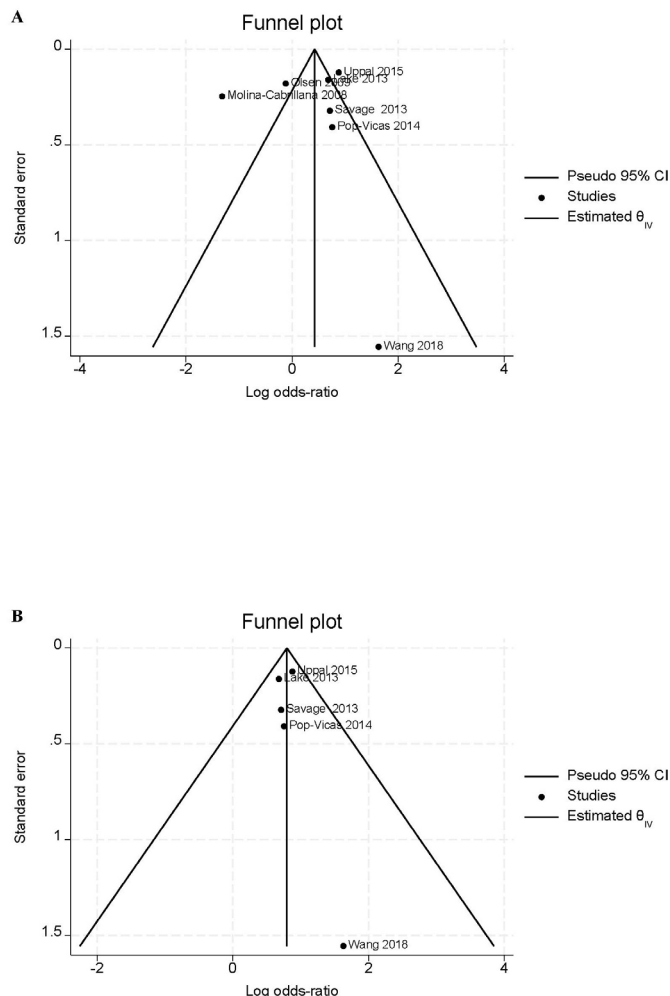 A
Funnel plot
0
.5
1
1.5
Standard error
Uppal 2015
Lake 2013
Olsen 2009
Molina-Cabrillana 2008
Savage 2013
Pop-Vicas 2014
Wang 2018
-4
-2
0
2
4
Log odds-ratio
Pseudo 95% CI
Studies
Estimated θIV
B
Funnel plot
0
.5
1
1.5
Standard error
Uppal 2015
Lake 2013
Savage 2013
Pop-Vicas 2014
Wang 2018
-2
0
2
4
Log odds-ratio
Pseudo 95% CI
Studies
Estimated θIV